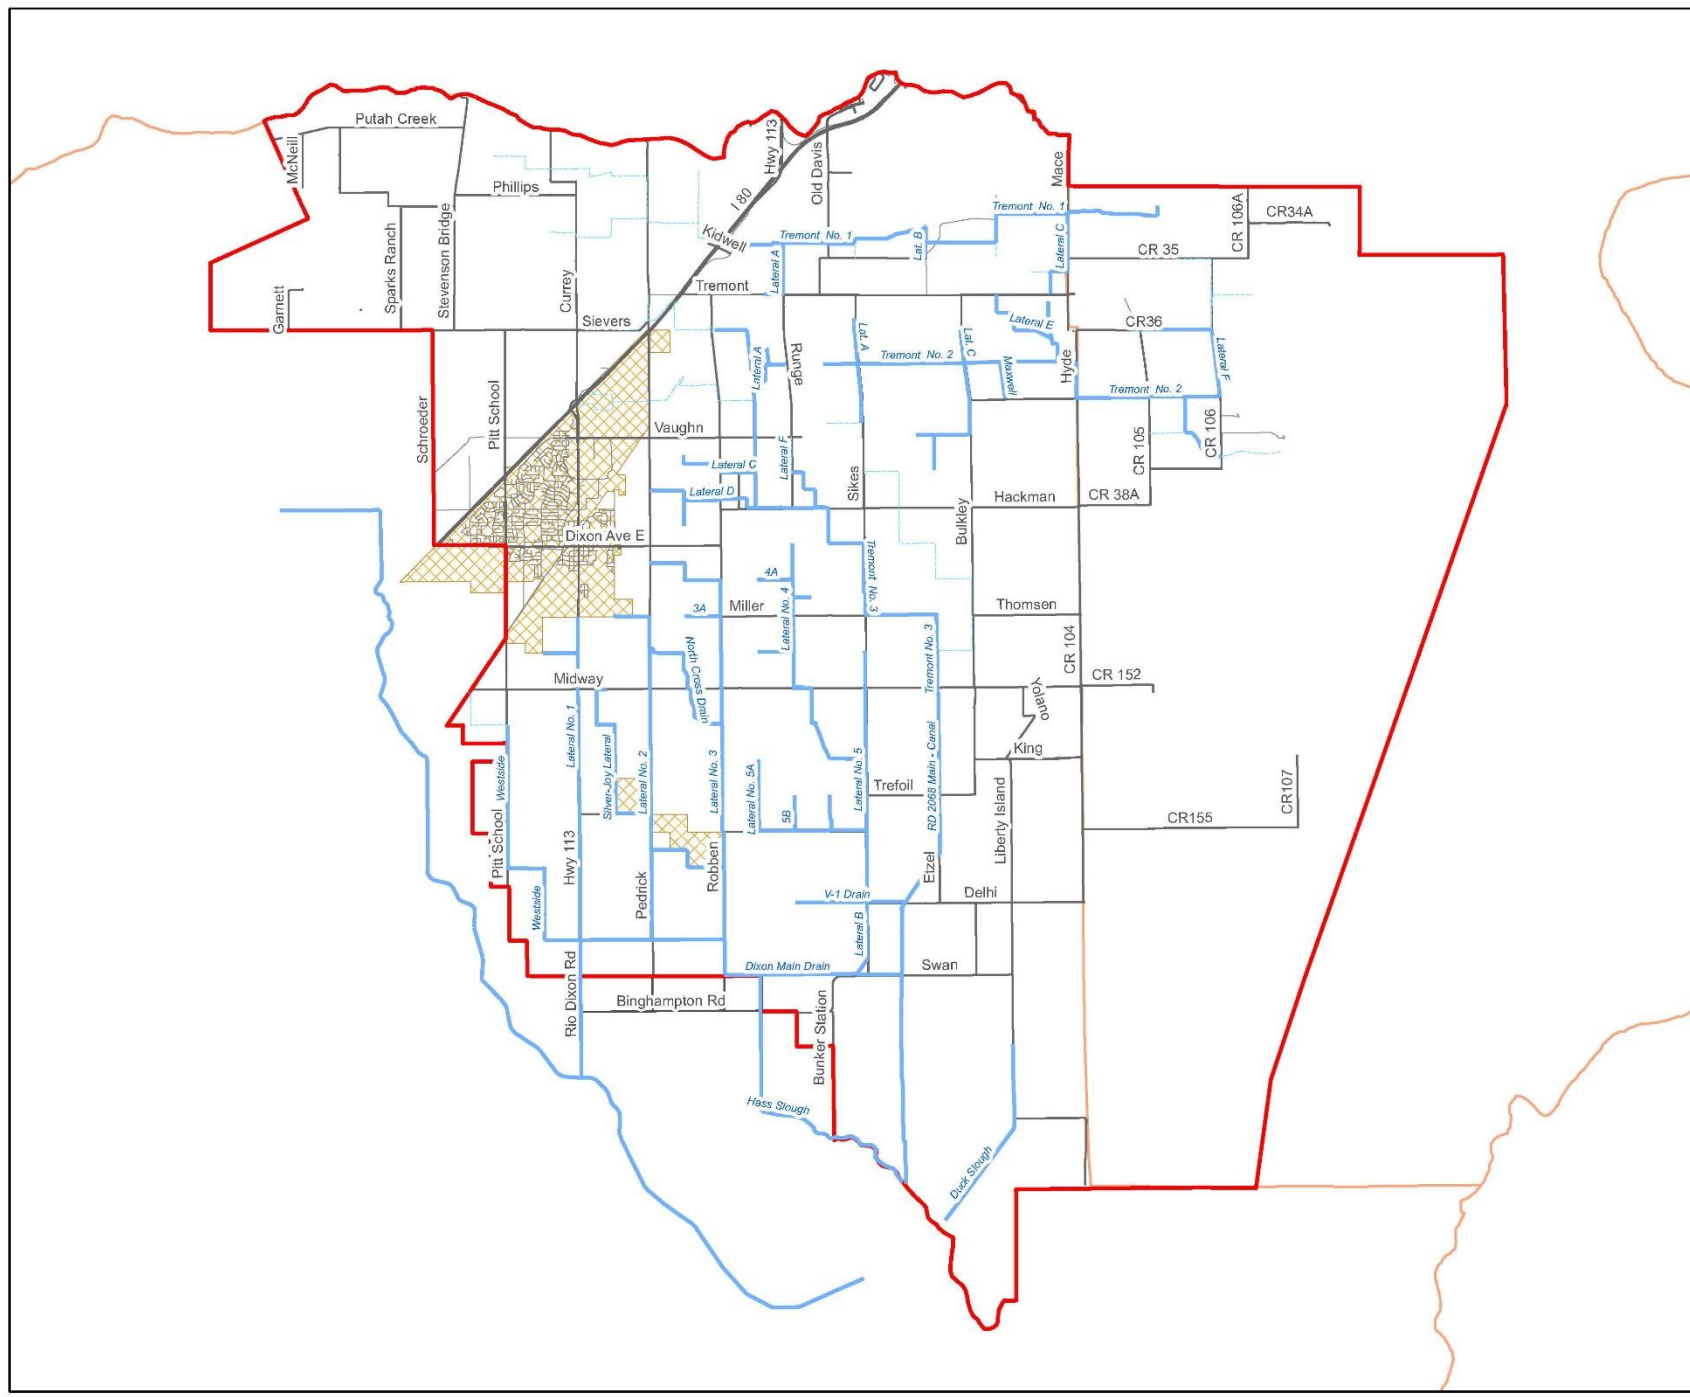 Putah Creek
McNeill
Hwy 113
Old Davis
Mace
Phillips
I 80
Stevenson Bridge
Sparks Ranch
Tremont No. 1
CR 106A
CR34A
Kidwell
Tremont No. 1
Lat. B
Lateral C
CR 35
Currey
Lateral A
Tremont
Garnett
Sievers
Lateral E
CR36
Lat. A
Lat. C
Runge
Lateral A
Tremont No. 2
Maxwell
Hyde
Lateral F
Tremont No. 2
Pitt School
Schroeder
Vaughn
CR 105
CR 106
Lateral C
Lateral F
Sikes
Lateral D
Bulkley
Hackman
CR 38A
Dixon Ave E
Tremont No. 3
4A
Lateral No. 4
3A
Miller
Thomsen
North Cross Drain
Tremont No. 3
CR 104
Midway
CR 152
Yolano
Lateral No. 1
Silver-Joy Lateral
Lateral No. 2
Lateral No. 3
Lateral No. 5A
Lateral No. 5
RD 2068 Main - Canal
King
Westside
Trefoil
CR107
Liberty Island
5B
CR155
Pitt School
Hwy 113
Robben
Etzel
Pedrick
V-1 Drain
Delhi
Westside
Lateral B
Dixon Main Drain
Swan
Rio Dixon Rd
Binghampton Rd
Bunker Station
Hass Slough
Duck Slough